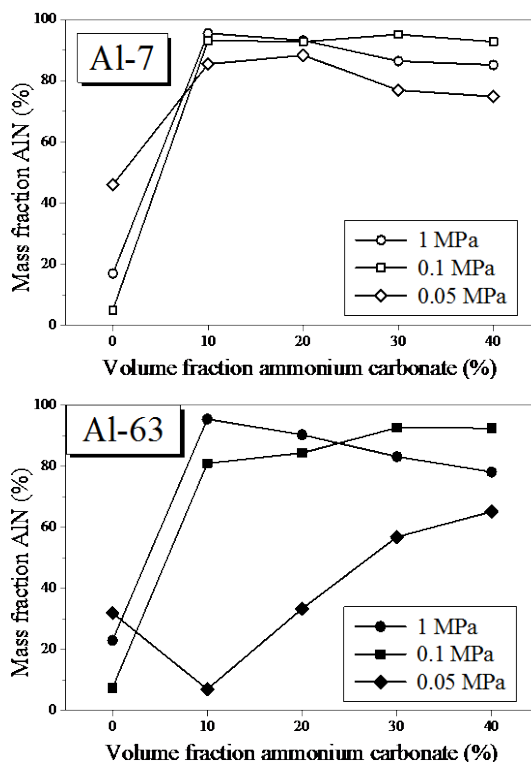 Al-7
Mass fraction AlN (%)
100
80
60
40
20
0
1 MPa
0.1 MPa
0.05 MPa
0 10 20 30 40
Volume fraction ammonium carbonate (%)
Al-63
Mass fraction AlN (%)
100
80
60
40
20
0
1 MPa
0.1 MPa
0.05 MPa
0 10 20 30 40
Volume fraction ammonium carbonate (%)